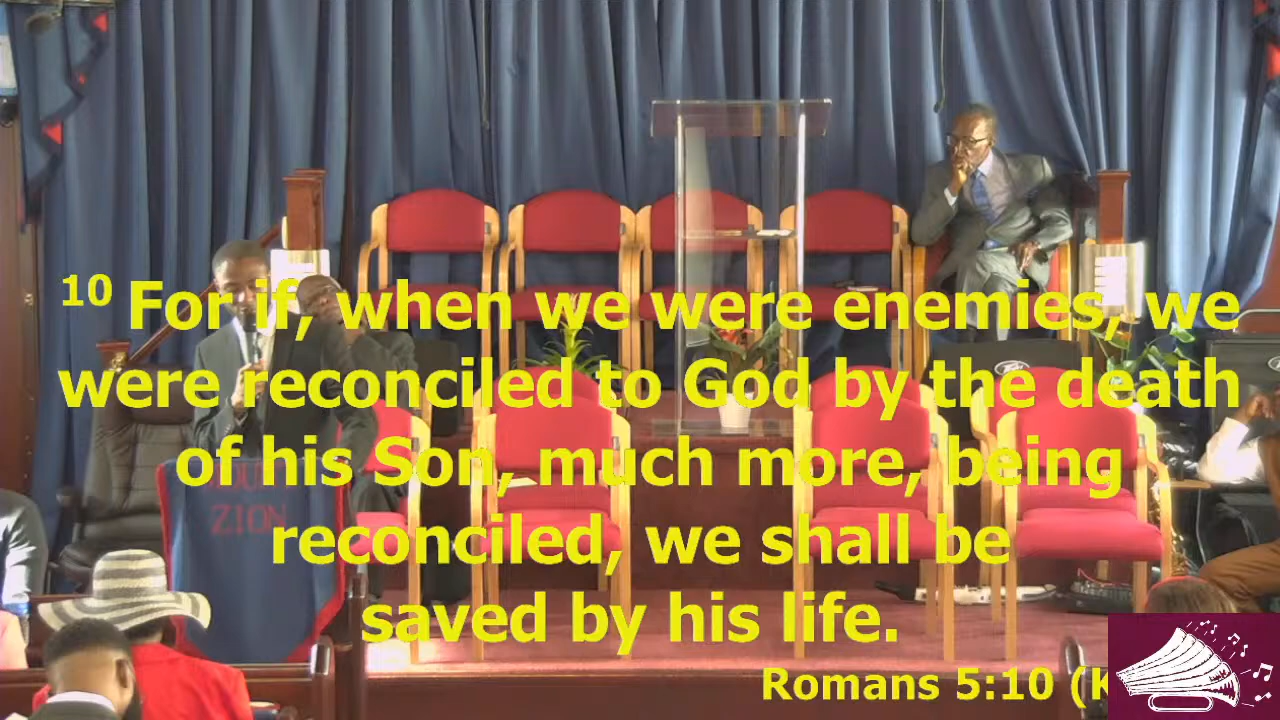 10 For if, when we were enemies, we
were reconciled to God by the death
of his Son, much more, being
reconciled, we shall be
saved by his life.
Romans 5:10 (K
ZION